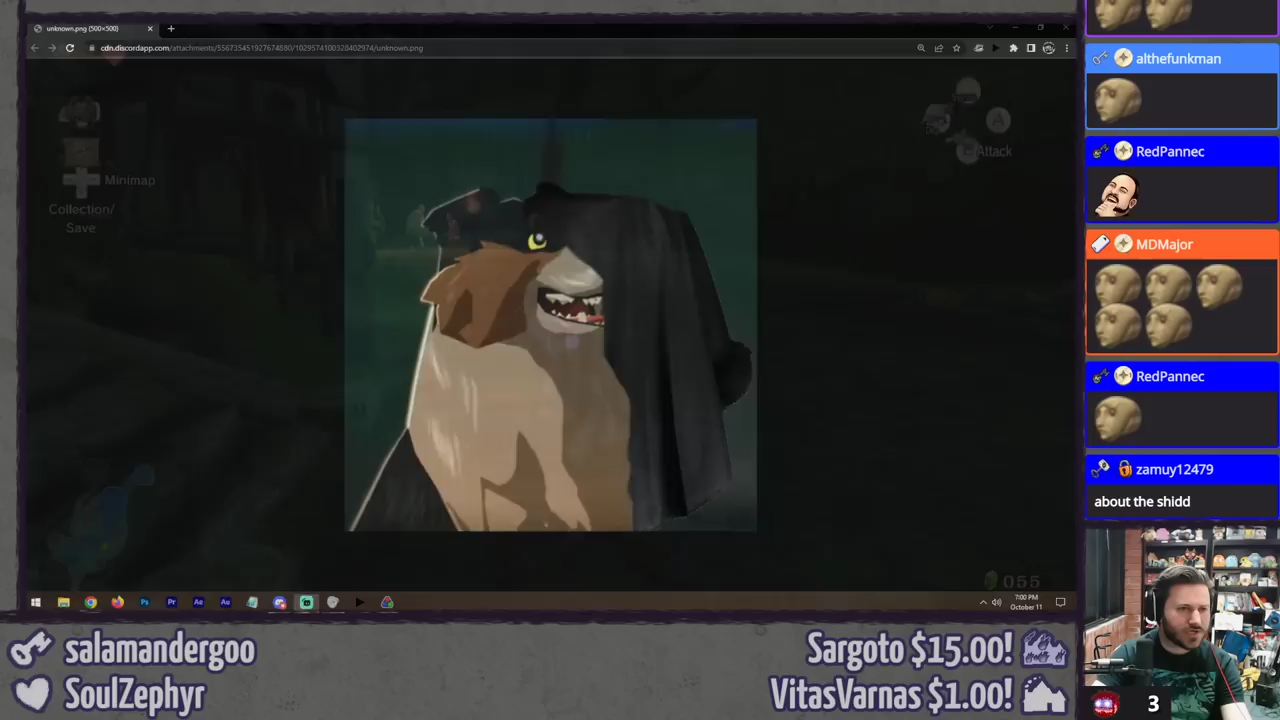 unknown.png (500×500)
cdn.discordapp.com/attachments/556735451927674880/1029574100328402974/unknown.png
Minimap
Collection/
Save
A
Attack
055
7:00 PM
October 11
althefunkman
RedPannec
MDMajor
RedPannec
zamuy12479
about the shidd
salamandergoo
SoulZephyr
Sargoto $15.00!
VitasVarnas $1.00!
3